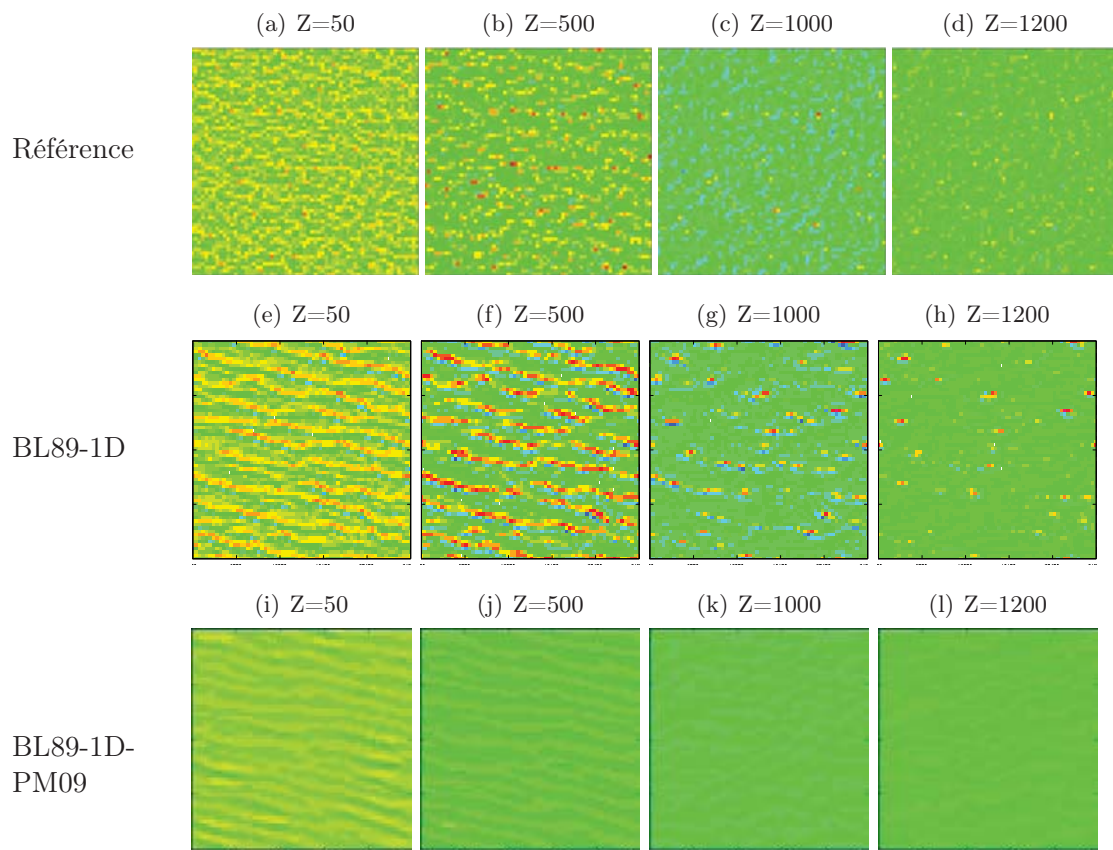 (a) Z=50 (b) Z=500 (c) Z=1000 (d) Z=1200
Référence
(e) Z=50 (f) Z=500 (g) Z=1000 (h) Z=1200
BL89-1D
(i) Z=50 (j) Z=500 (k) Z=1000 (l) Z=1200
BL89-1D-
PM09